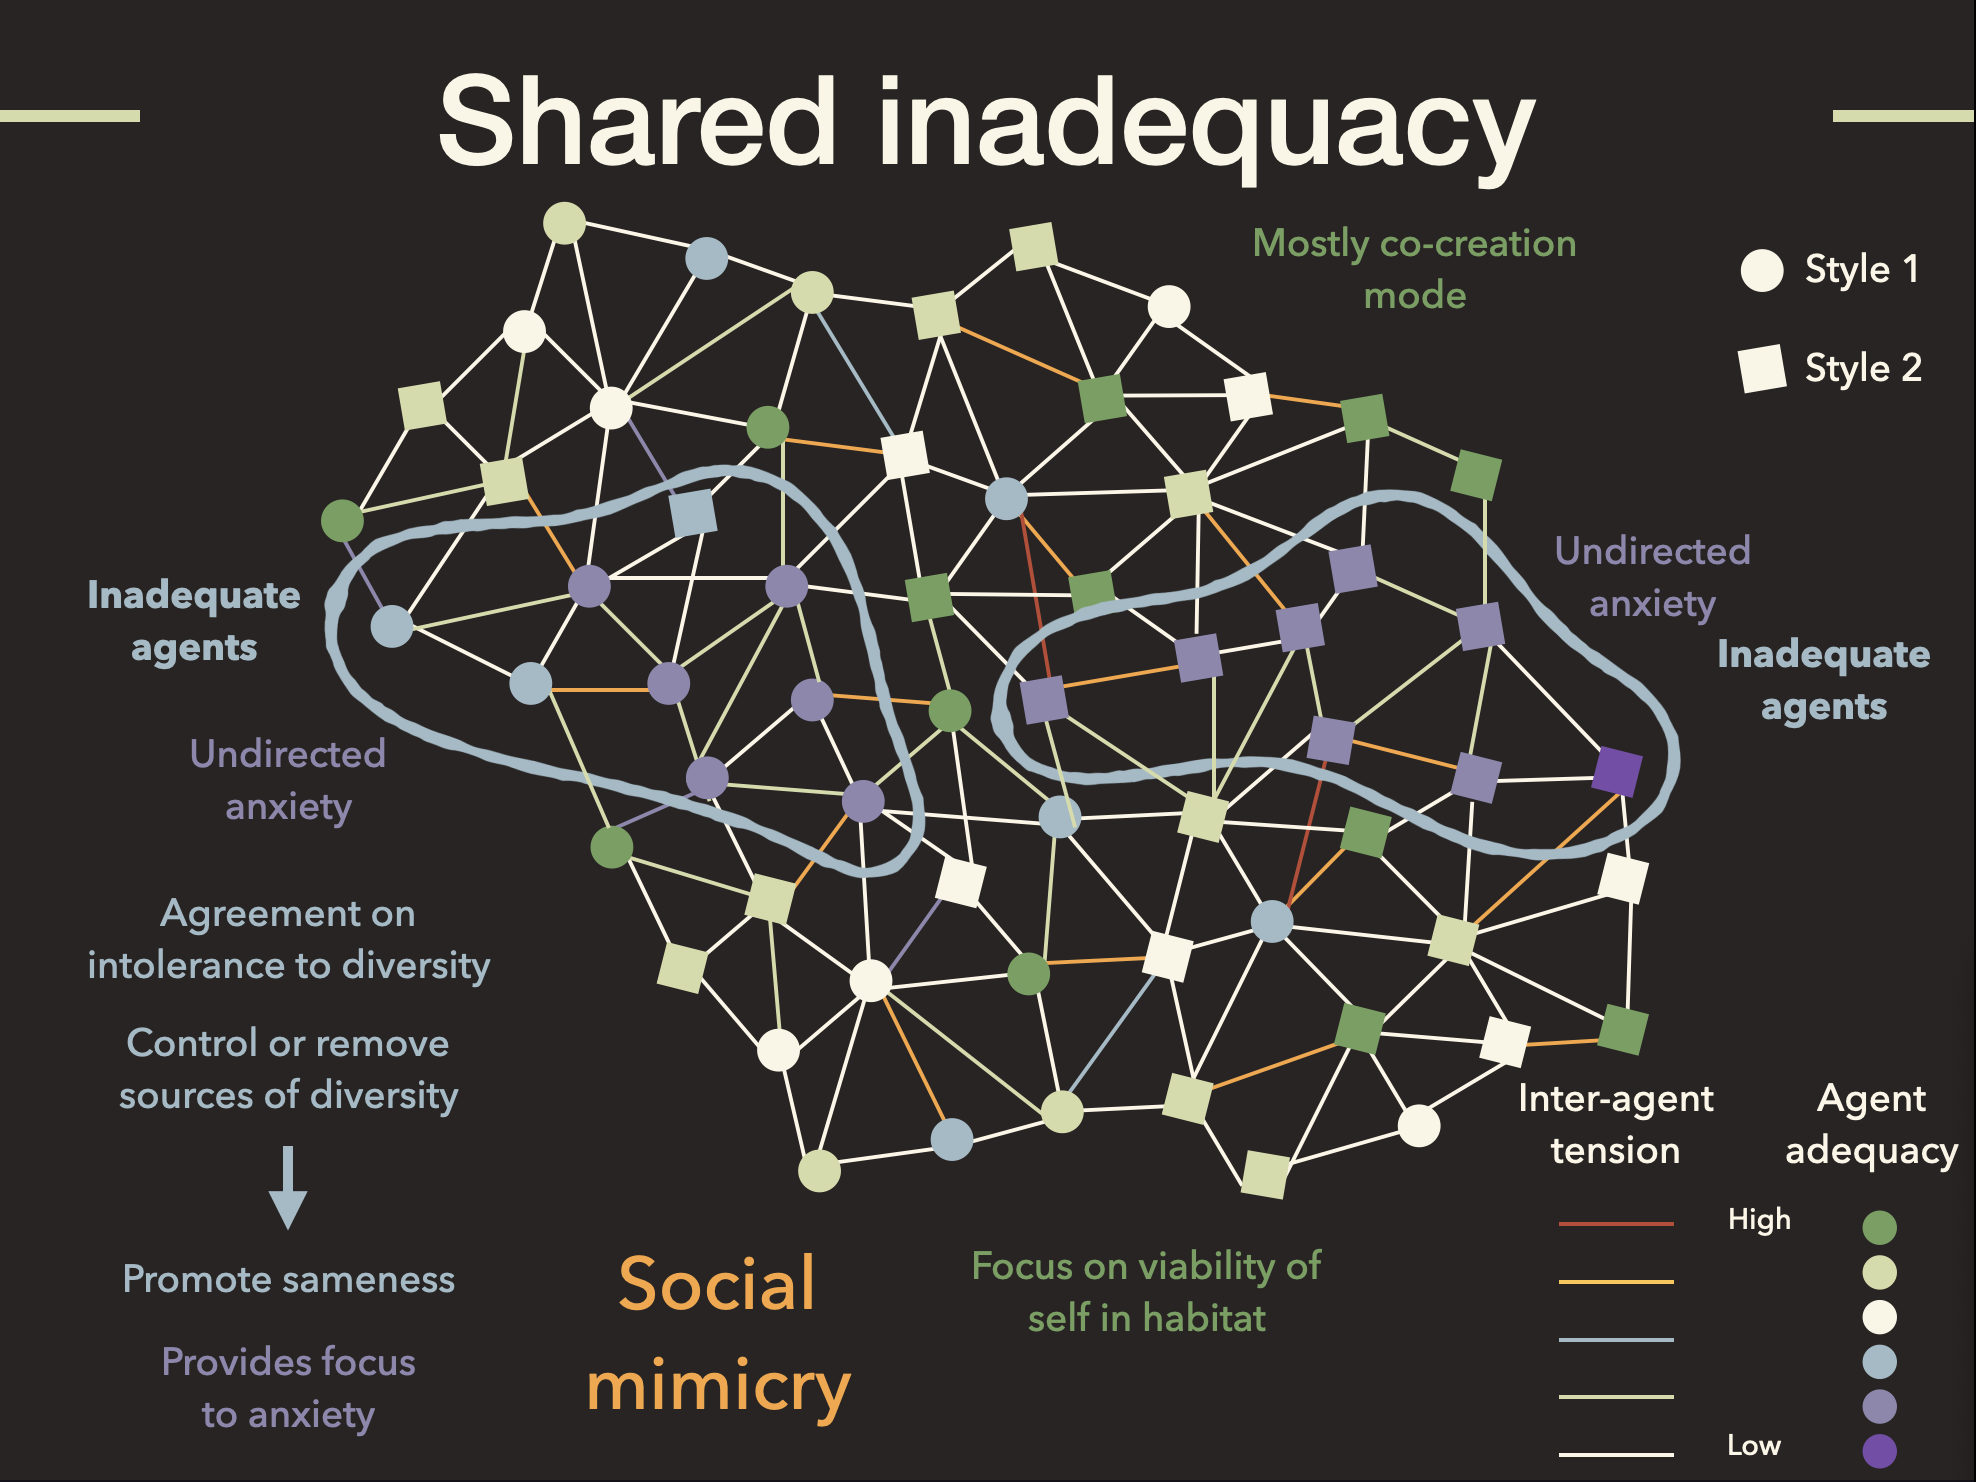 Shared inadequacy
Mostly co-creation
mode
Style 1
Style 2
Inadequate
agents
Undirected
anxiety
Inadequate
agents
Undirected
anxiety
Agreement on
intolerance to diversity
Control or remove
sources of diversity
Promote sameness
Provides focus
to anxiety
Social
mimicry
Focus on viability of
self in habitat
Inter-agent
tension
Agent
adequacy
High
Low